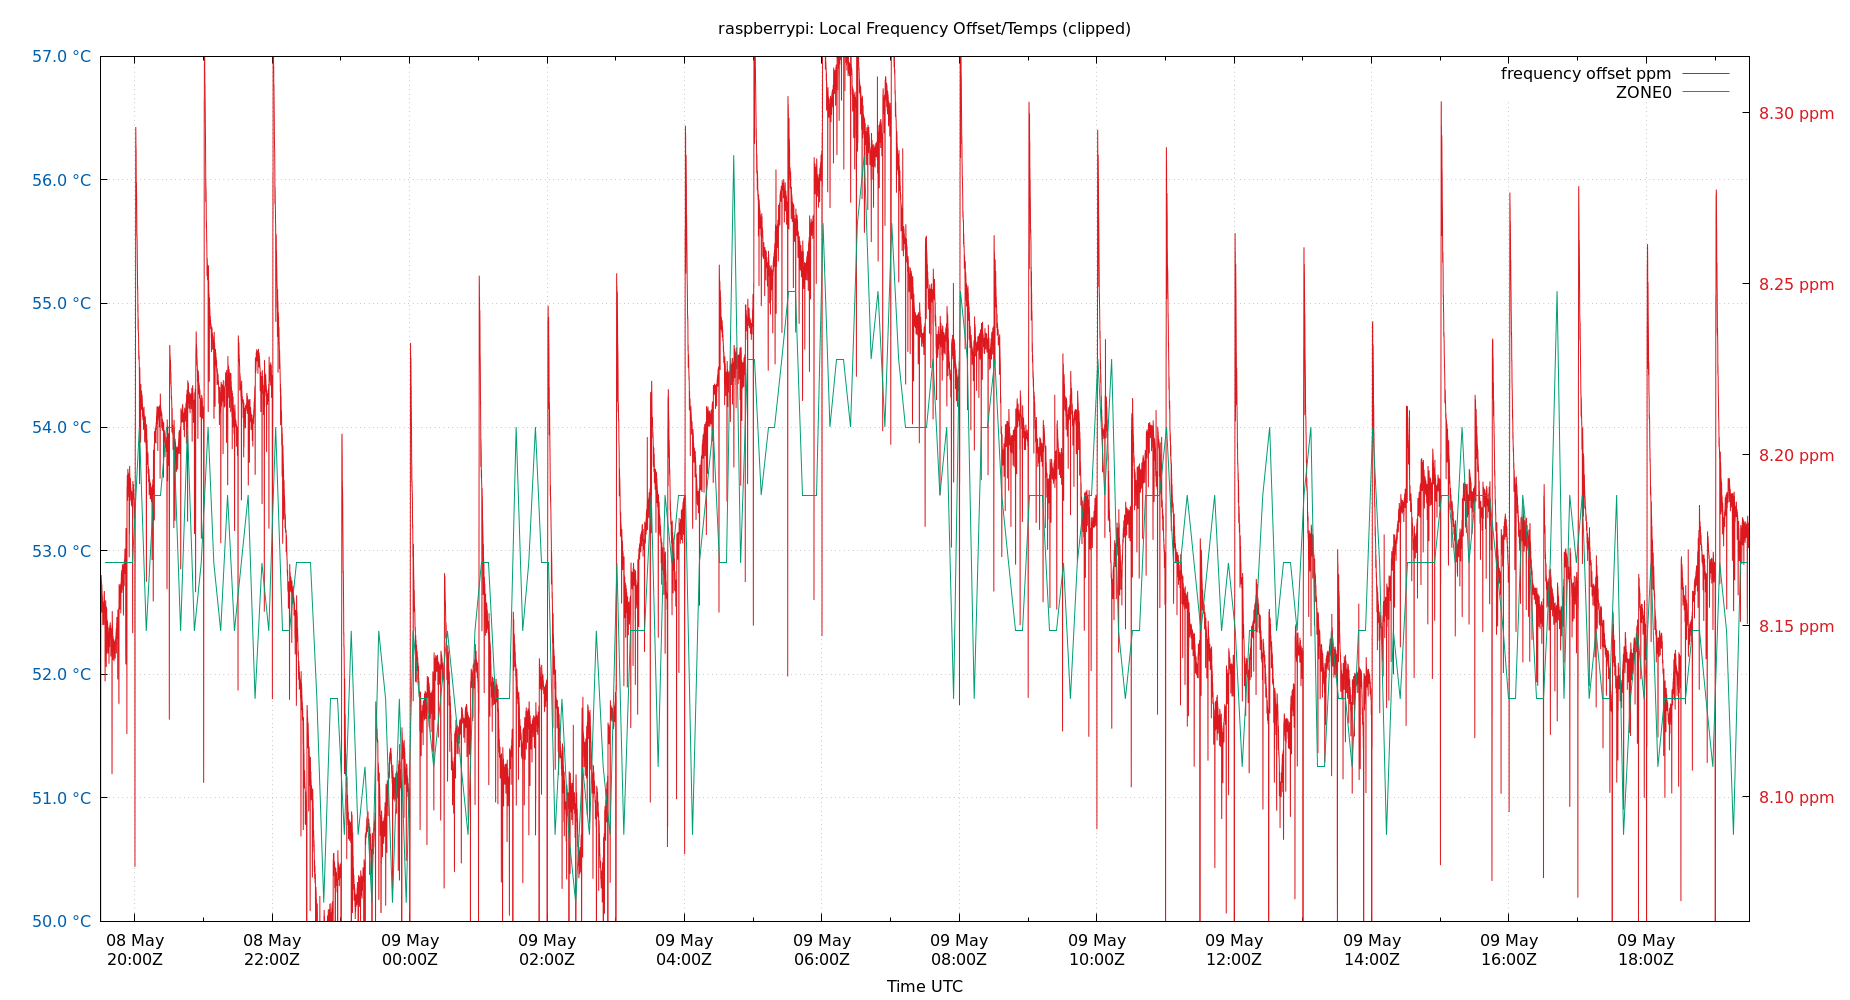 raspberrypi: Local Frequency Offset/Temps (clipped)
57.0 °C
56.0 °C
55.0 °C
54.0 °C
53.0 °C
52.0 °C
51.0 °C
50.0 °C
frequency offset ppm
ZONE0
8.30 ppm
8.25 ppm
8.20 ppm
8.15 ppm
8.10 ppm
08 May 08 May 09 May 09 May 09 May 09 May 09 May 09 May 09 May 09 May 09 May 09 May
20:00Z 22:00Z 00:00Z 02:00Z 04:00Z 06:00Z 08:00Z 10:00Z 12:00Z 14:00Z 16:00Z 18:00Z
Time UTC